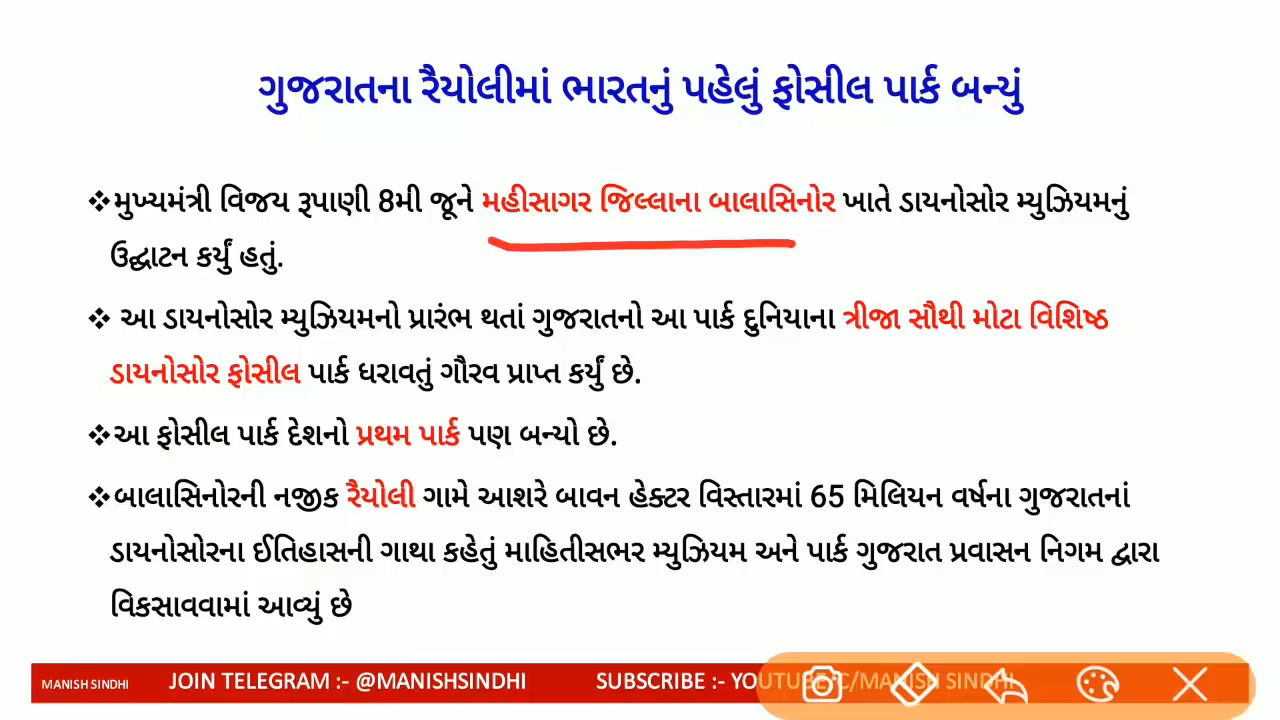 ગુજરાતના રૈયોલીમાં ભારતનું પહેલું ફોસીલ પાર્ક બન્યું
❖મુખ્યમંત્રી વિજય રૂપાણી 8મી જૂને મહીસાગર જિલ્લાના બાલાસિનોર ખાતે ડાયનોસોર મ્યુઝિયમનું
ઉદ્ઘાટન કર્યું હતું.
❖ આ ડાયનોસોર મ્યુઝિયમનો પ્રારંભ થતાં ગુજરાતનો આ પાર્ક દુનિયાના ત્રીજા સૌથી મોટા વિશિષ્ઠ
ડાયનોસોર ફોસીલ પાર્ક ધરાવતું ગૌરવ પ્રાપ્ત કર્યું છે.
❖આ ફોસીલ પાર્ક દેશનો પ્રથમ પાર્ક પણ બન્યો છે.
❖બાલાસિનોરની નજીક રૈયોલી ગામે આશરે બાવન હેક્ટર વિસ્તારમાં 65 મિલિયન વર્ષના ગુજરાતનાં
ડાયનોસોરના ઈતિહાસની ગાથા કહેતું માહિતીસભર મ્યુઝિયમ અને પાર્ક ગુજરાત પ્રવાસન નિગમ દ્વારા
વિકસાવવામાં આવ્યું છે
MANISH SINDHI JOIN TELEGRAM :- @MANISHSINDHI SUBSCRIBE :- YOUTUBE/C/MANISH SINDHI